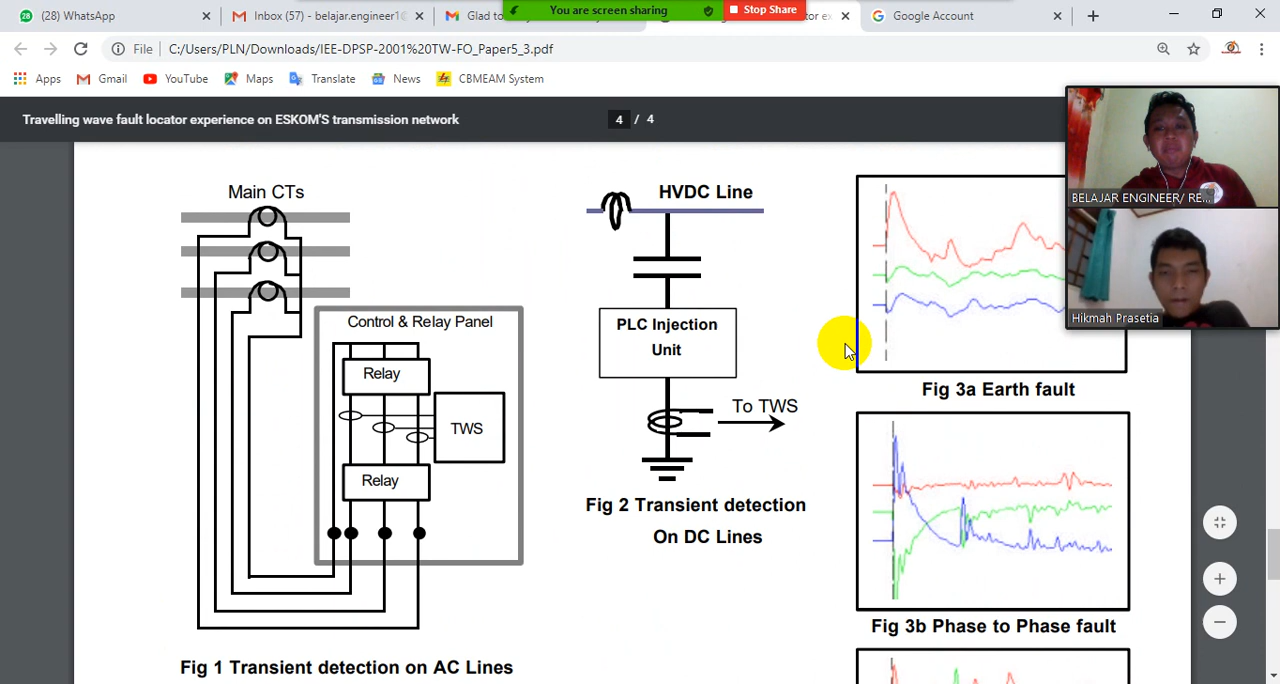 (28) WhatsApp
Inbox (57) - belajar.engineer1@
Glad to
You are screen sharing
Stop Share
Google Account
File
C:/Users/PLN/Downloads/IEE-DPSP-2001%20TW-FO_Paper5_3.pdf
Apps
Gmail
YouTube
Maps
Translate
News
CBMEAM System
Travelling wave fault locator experience on ESKOM'S transmission network
4 / 4
BELAJAR ENGINEER/ RE...
Hikmah Prasetia
Main CTs
Control & Relay Panel
Relay
TWS
Relay
Fig 1 Transient detection on AC Lines
HVDC Line
PLC Injection
Unit
To TWS
Fig 2 Transient detection
On DC Lines
Fig 3a Earth fault
Fig 3b Phase to Phase fault